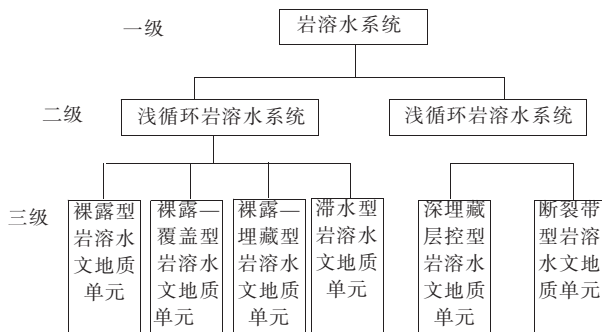 一级
岩溶水系统
二级
浅循环岩溶水系统
浅循环岩溶水系统
三级
裸露型
岩溶水
文地质
单元
裸露—
覆盖型
岩溶水
文地质
单元
裸露—
埋藏型
岩溶水
文地质
单元
滞水型
岩溶水
文地质
单元
深埋藏
层控型
岩溶水
文地质
单元
断裂带
型岩溶
水文地
质单元